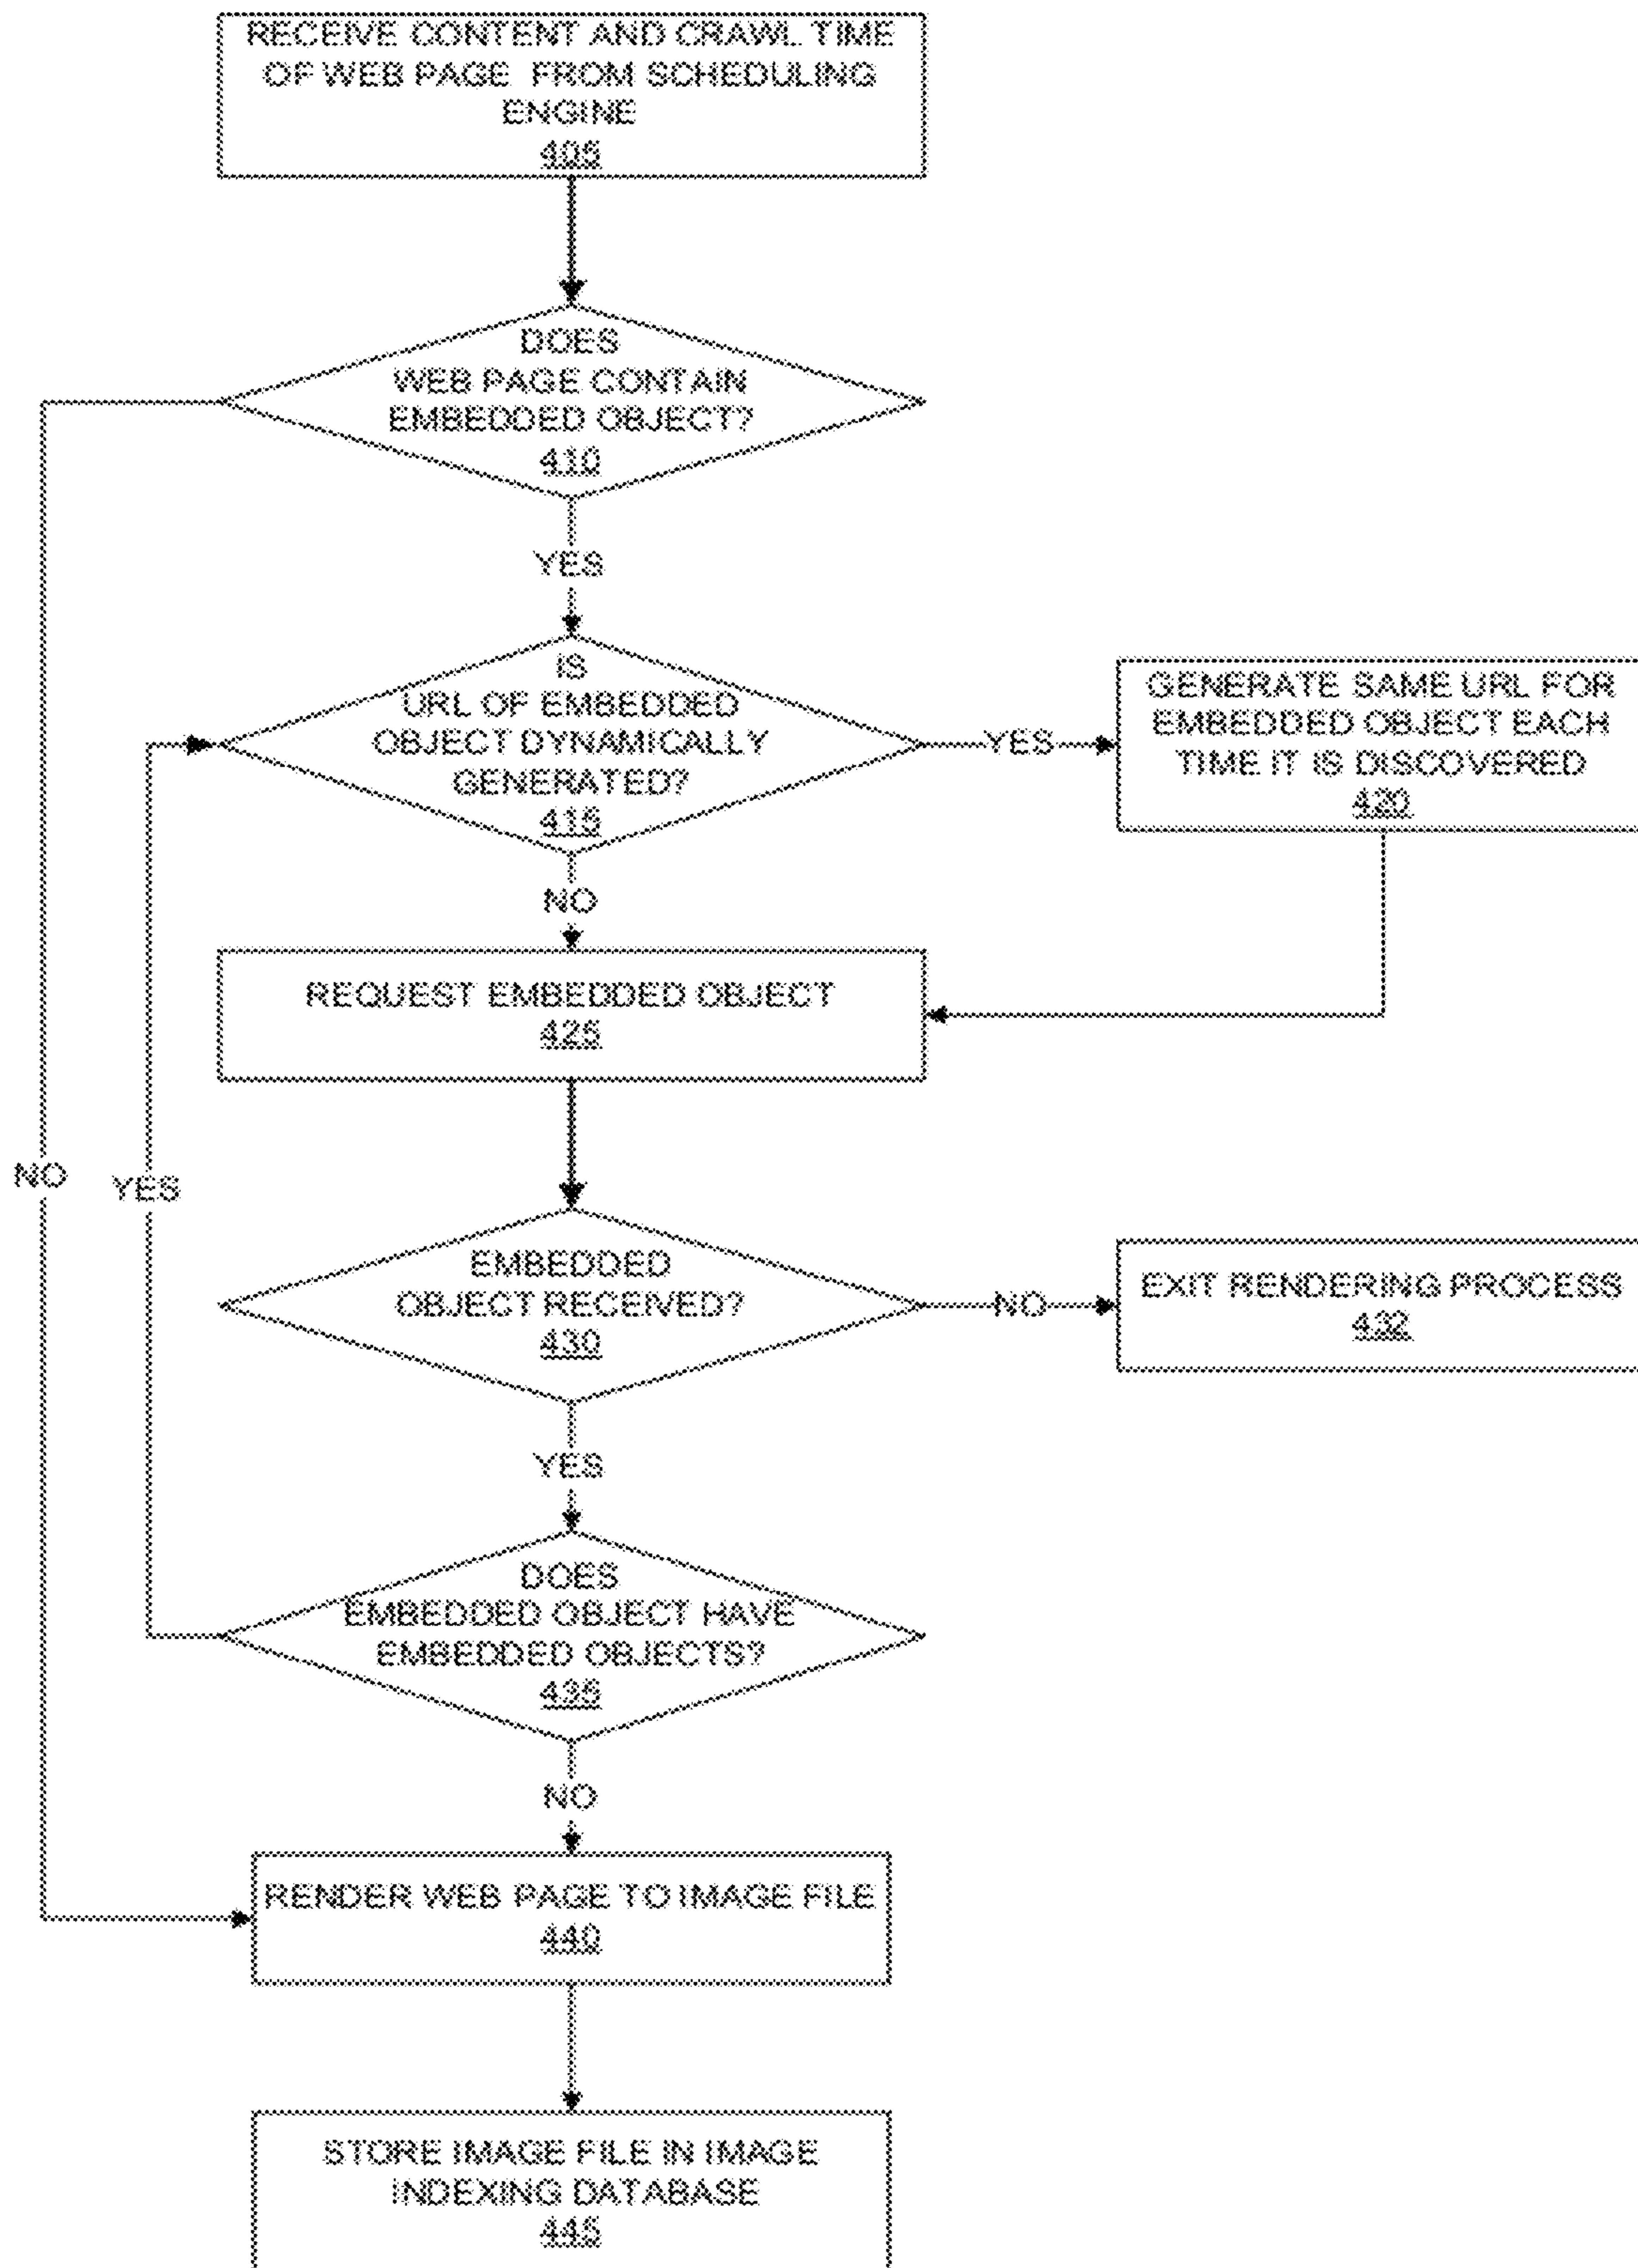 RECEIVE CONTENT AND CRAWL TIME
OF WEB PAGE FROM SCHEDULING
ENGINE
405
DOES
WEB PAGE CONTAIN
EMBEDDED OBJECT?
410
YES
IS
URL OF EMBEDDED
OBJECT DYNAMICALLY
GENERATED?
415
YES
GENERATE SAME URL FOR
EMBEDDED OBJECT EACH
TIME IT IS DISCOVERED
420
NO
REQUEST EMBEDDED OBJECT
425
NO
YES
EMBEDDED
OBJECT RECEIVED?
430
NO
EXIT RENDERING PROCESS
432
YES
DOES
EMBEDDED OBJECT HAVE
EMBEDDED OBJECTS?
435
NO
RENDER WEB PAGE TO IMAGE FILE
440
STORE IMAGE FILE IN IMAGE
INDEXING DATABASE
445